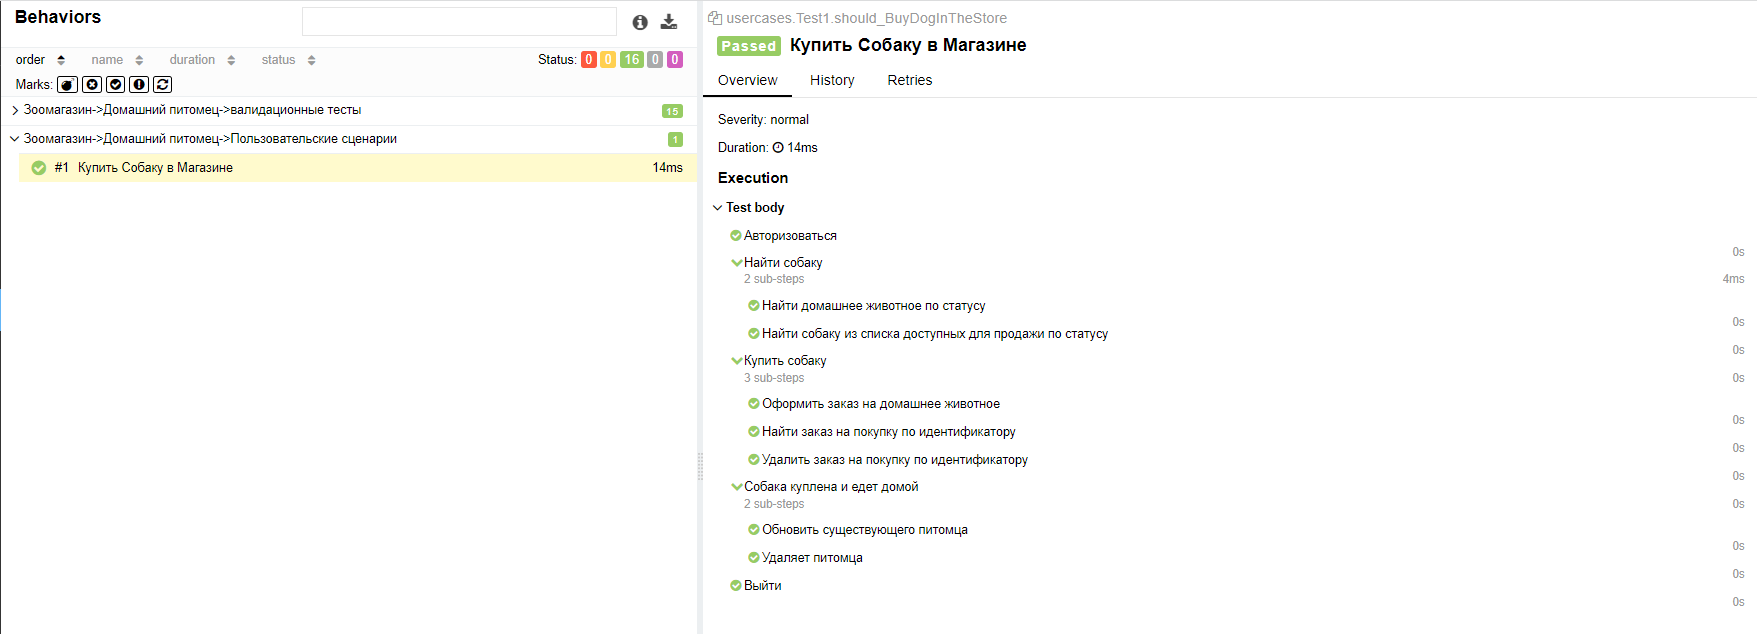 Behaviors
order name duration status Status: 0 0 16 0 0
Marks:
Зоомагазин->Домашний питомец->валидационные тесты 15
Зоомагазин->Домашний питомец->Пользовательские сценарии 1
#1 Купить Собаку в Магазине 14ms
usercases.Test1.should_BuyDogInTheStore
Passed Купить Собаку в Магазине
Overview History Retries
Severity: normal
Duration: 14ms
Execution
Test body
Авторизоваться
0s
Найти собаку
2 sub-steps 4ms
Найти домашнее животное по статусу
0s
Найти собаку из списка доступных для продажи по статусу
0s
Купить собаку
3 sub-steps 0s
Оформить заказ на домашнее животное
0s
Найти заказ на покупку по идентификатору
0s
Удалить заказ на покупку по идентификатору
0s
Собака куплена и едет домой
2 sub-steps 0s
Обновить существующего питомца
0s
Удаляет питомца
0s
Выйти
0s